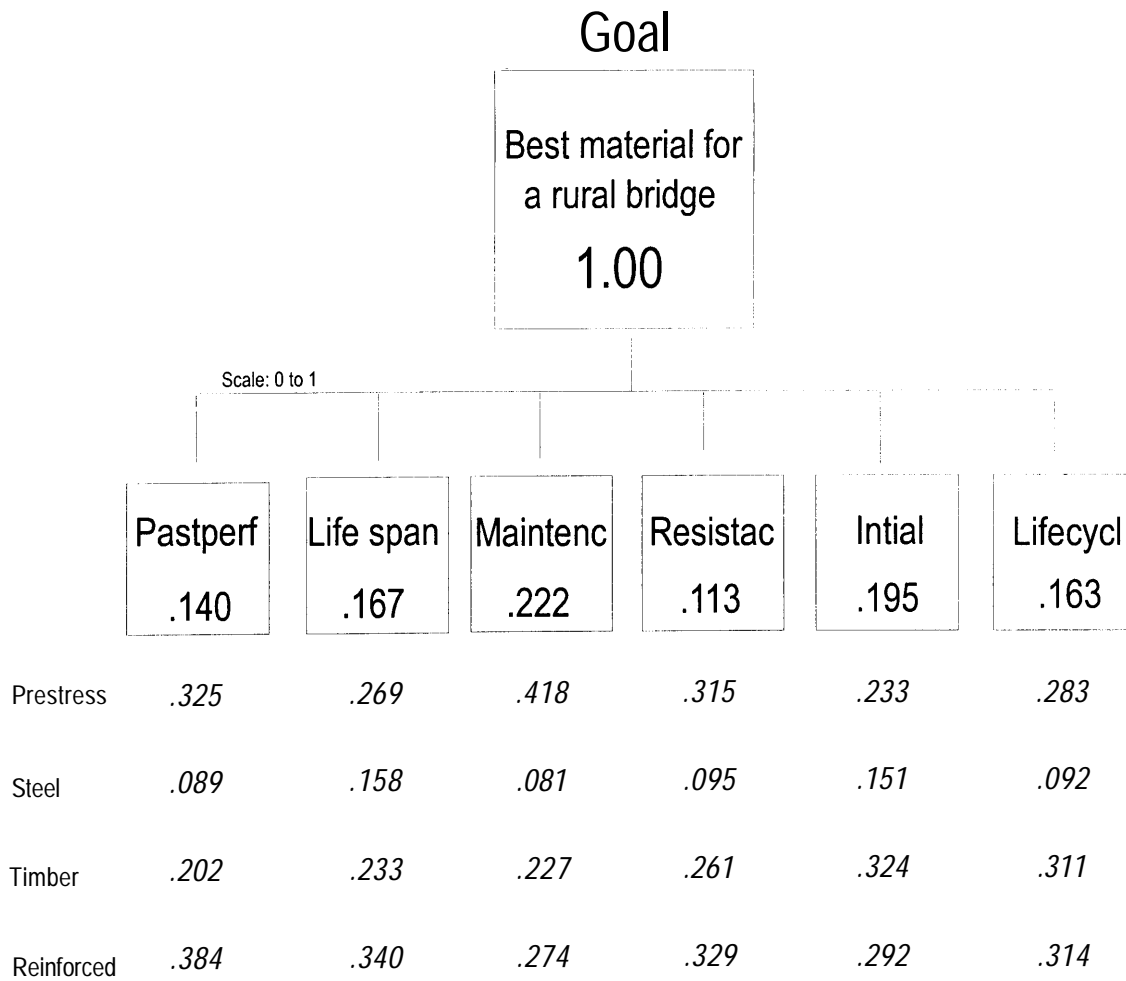 Goal
Best material for
a rural bridge
1.00
Scale: 0 to 1
Pastperf Life span Maintenc Resistac Intial Lifecycl
.140 .167 .222 .113 .195 .163
Prestress .325 .269 .418 .315 .233 .283
Steel .089 .158 .081 .095 .151 .092
Timber .202 .233 .227 .261 .324 .311
Reinforced .384 .340 .274 .329 .292 .314